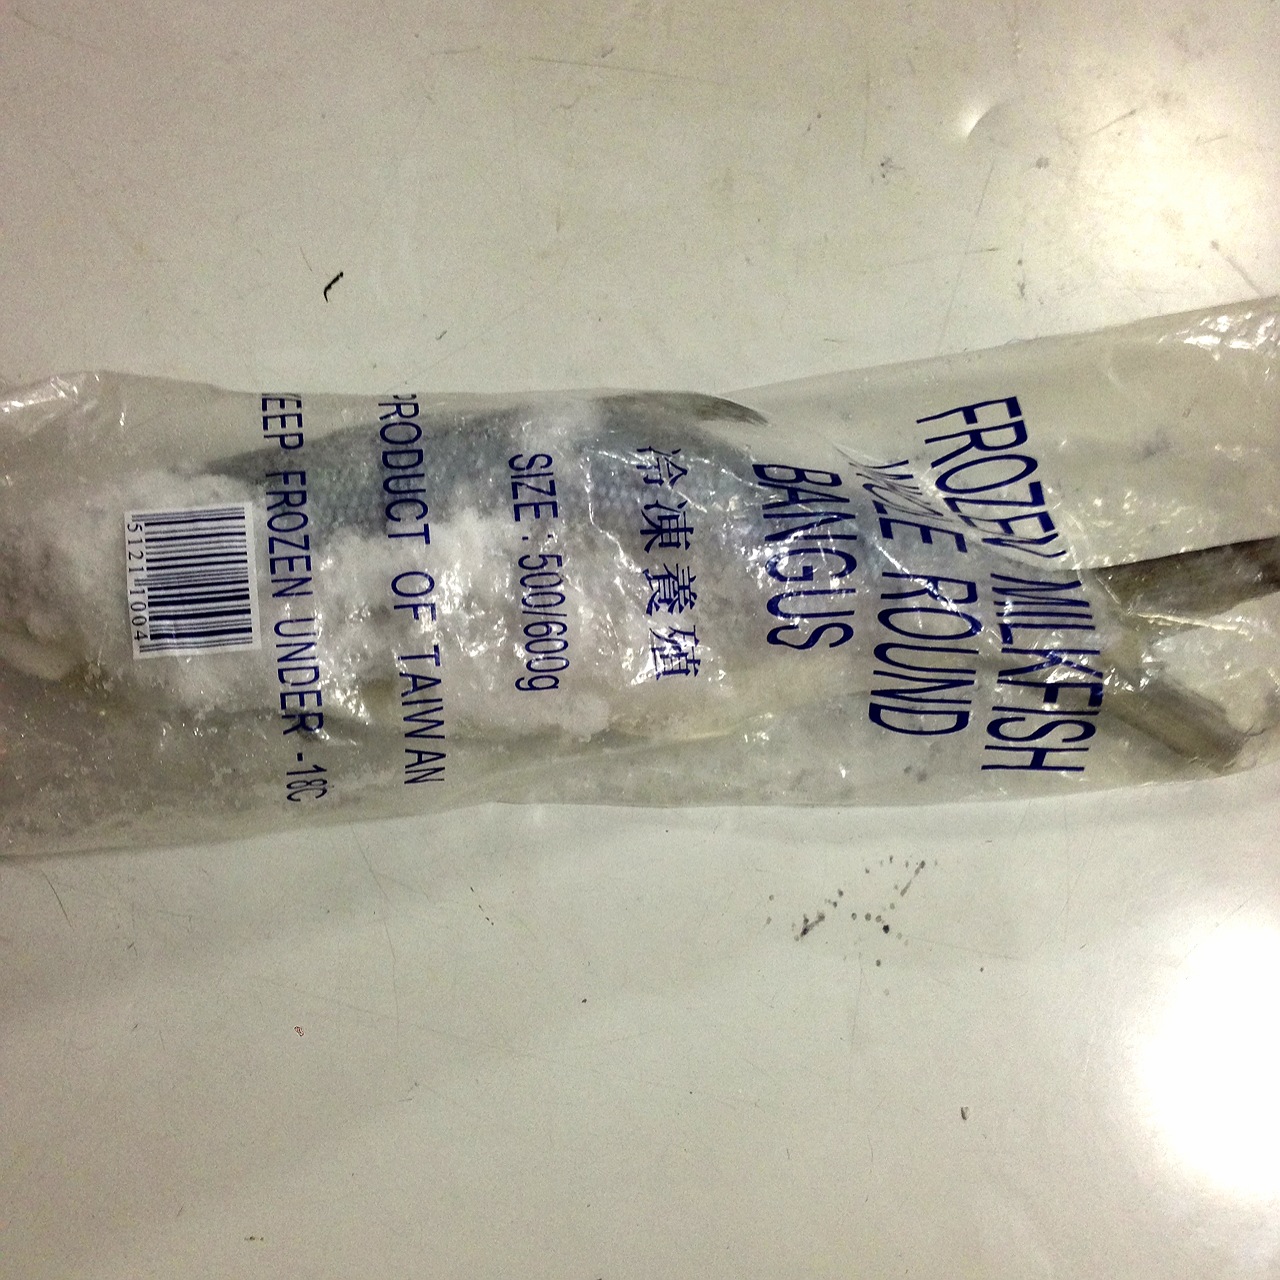 FROZEN MILKFISH
WHOLE ROUND
BANGUS
冷凍養殖
SIZE : 500/600g
PRODUCT OF TAIWAN
KEEP FROZEN UNDER -18C
51211004